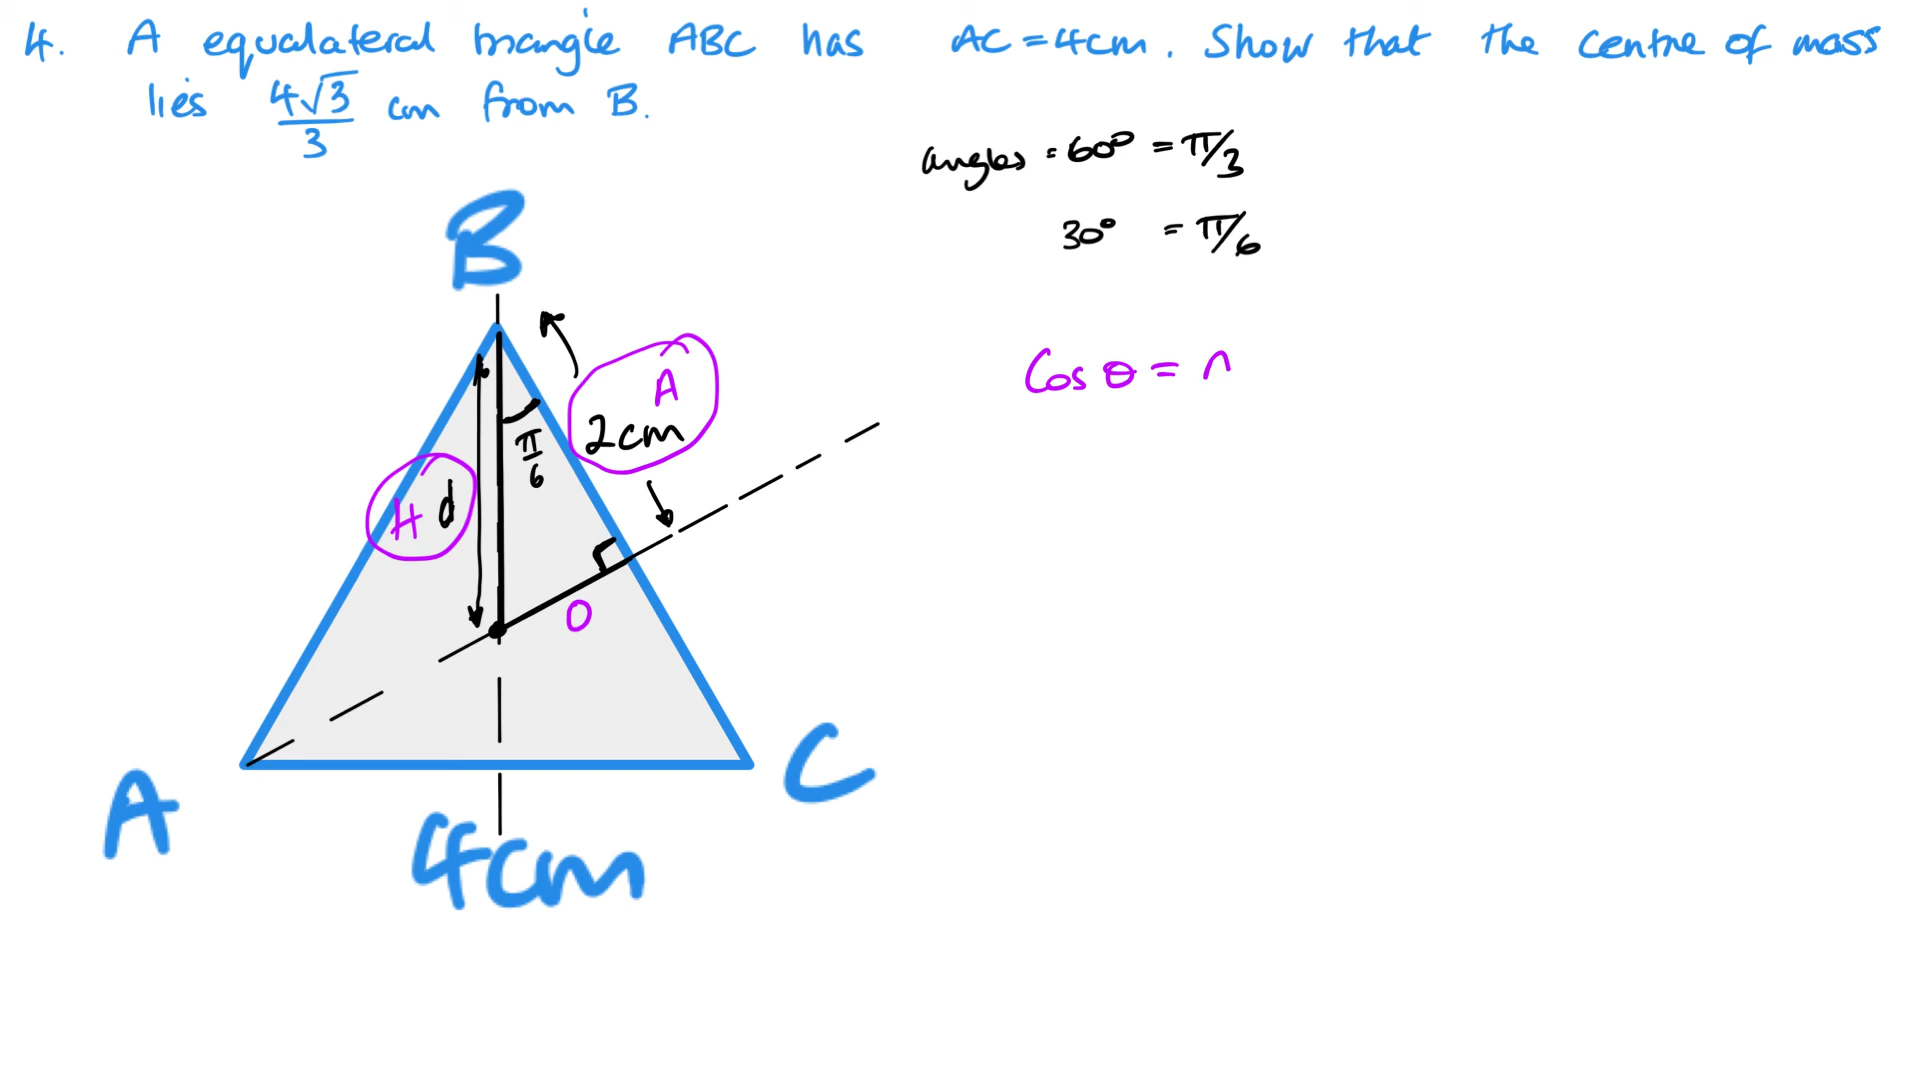 4. A equalateral triangle ABC has AC = 4cm. Show that the centre of mass
lies 4√3/3 cm from B.
angles = 60° = π/3
30° = π/6
B
A
2cm
π/6
Cos θ =
H d
O
A
C
4cm